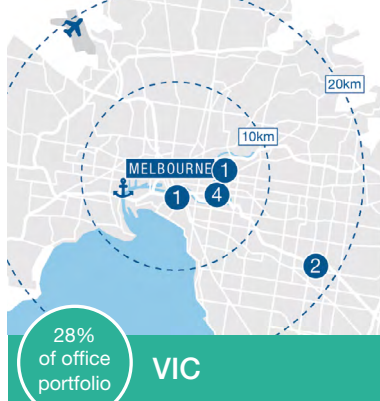 20km
10km
MELBOURNE 1
1 4
2
28%
of office
portfolio
VIC